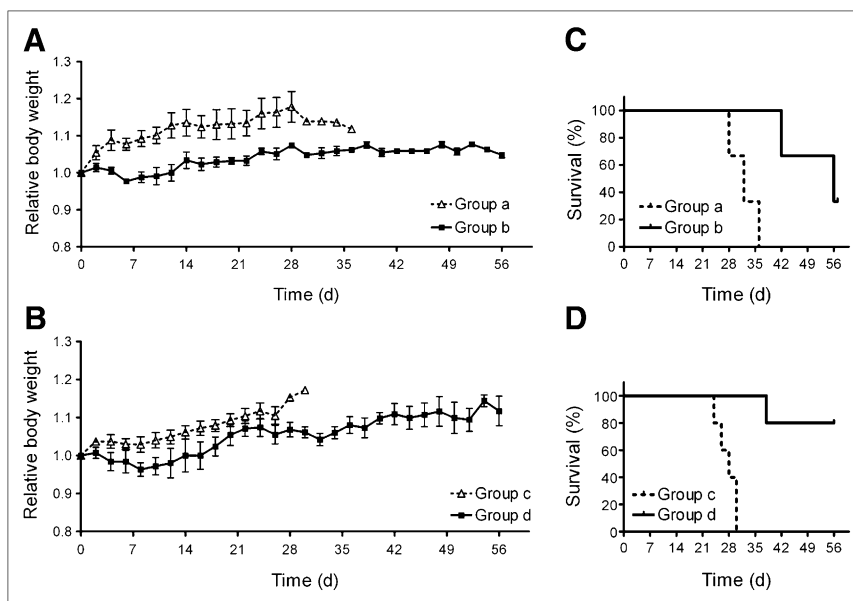 A
Relative body weight
1.3
1.2
1.1
1.0
0.9
0.8
Group a
Group b
0 7 14 21 28 35 42 49 56
Time (d)
C
Survival (%)
100
80
60
40
20
0
Group a
Group b
0 7 14 21 28 35 42 49 56
Time (d)
B
Relative body weight
1.3
1.2
1.1
1.0
0.9
0.8
Group c
Group d
0 7 14 21 28 35 42 49 56
Time (d)
D
Survival (%)
100
80
60
40
20
0
Group c
Group d
0 7 14 21 28 35 42 49 56
Time (d)